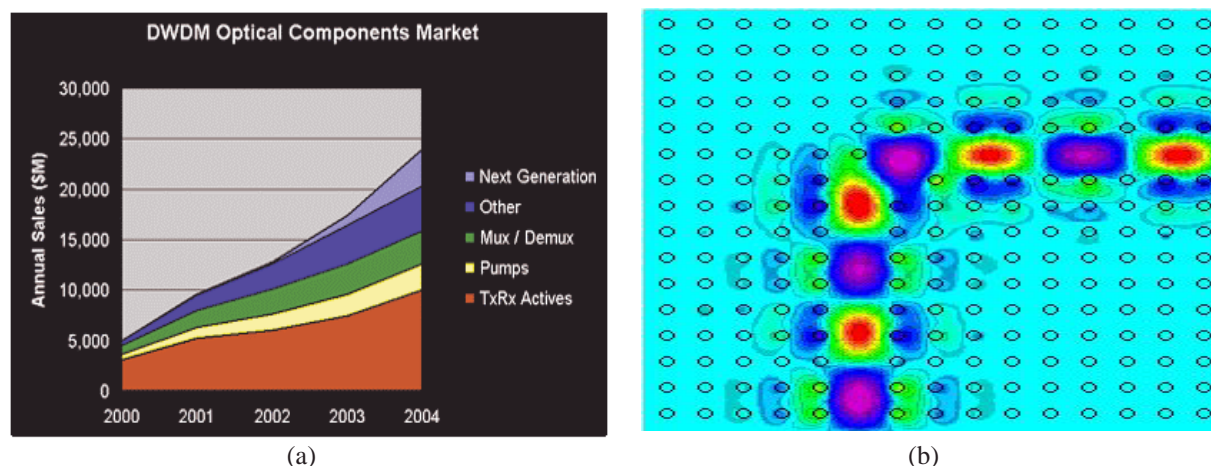 DWDM Optical Components Market
30,000
25,000
20,000
15,000
10,000
5,000
0
Annual Sales ($M)
2000 2001 2002 2003 2004
Next Generation
Other
Mux / Demux
Pumps
TxRx Actives
(a) (b)